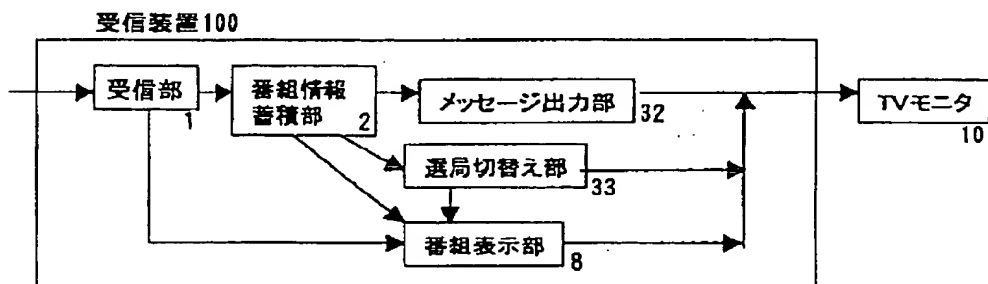 受信装置100
受信部
1
番組情報
蓄積部
2
メッセージ出力部
32
TVモニタ
10
選局切替え部
33
番組表示部
8